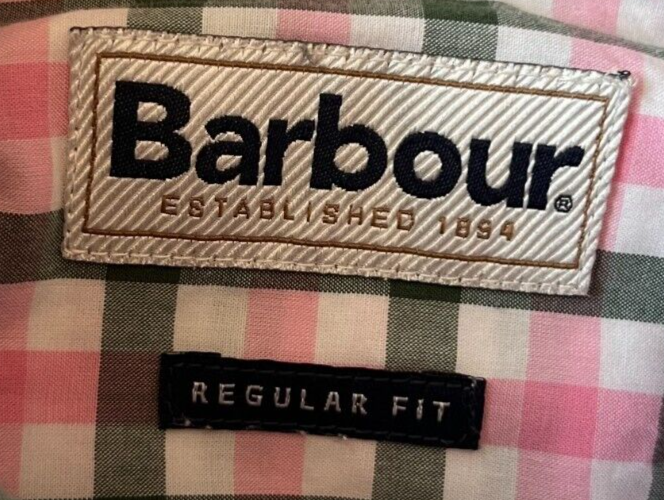 Barbour®
ESTABLISHED 1894
REGULAR FIT